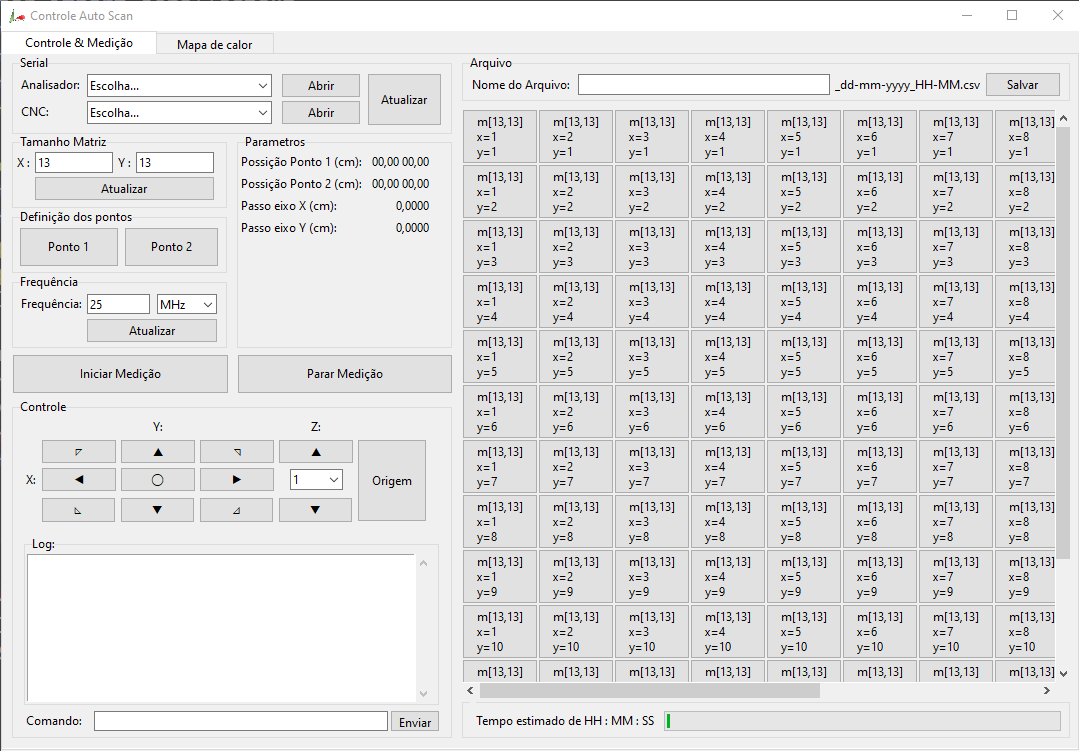 Controle Auto Scan
Controle & Medição
Mapa de calor
Serial
Analisador:
Escolha...
Abrir
CNC:
Escolha...
Abrir
Atualizar
Tamanho Matriz
X :
13
Y :
13
Atualizar
Definição dos pontos
Ponto 1
Ponto 2
Frequência
Frequência:
25
MHz
Atualizar
Parametros
Possição Ponto 1 (cm): 00,00 00,00
Possição Ponto 2 (cm): 00,00 00,00
Passo eixo X (cm): 0,0000
Passo eixo Y (cm): 0,0000
Iniciar Medição
Parar Medição
Controle
Y:
Z:
X:
1
Origem
Log:
Comando:
Enviar
Arquivo
Nome do Arquivo:
_dd-mm-yyyy_HH-MM.csv
Salvar
m[13,13] m[13,13] m[13,13] m[13,13] m[13,13] m[13,13] m[13,13] m[13,13]
x=1 x=2 x=3 x=4 x=5 x=6 x=7 x=8
y=1 y=1 y=1 y=1 y=1 y=1 y=1 y=1
m[13,13] m[13,13] m[13,13] m[13,13] m[13,13] m[13,13] m[13,13] m[13,13]
x=1 x=2 x=3 x=4 x=5 x=6 x=7 x=8
y=2 y=2 y=2 y=2 y=2 y=2 y=2 y=2
m[13,13] m[13,13] m[13,13] m[13,13] m[13,13] m[13,13] m[13,13] m[13,13]
x=1 x=2 x=3 x=4 x=5 x=6 x=7 x=8
y=3 y=3 y=3 y=3 y=3 y=3 y=3 y=3
m[13,13] m[13,13] m[13,13] m[13,13] m[13,13] m[13,13] m[13,13] m[13,13]
x=1 x=2 x=3 x=4 x=5 x=6 x=7 x=8
y=4 y=4 y=4 y=4 y=4 y=4 y=4 y=4
m[13,13] m[13,13] m[13,13] m[13,13] m[13,13] m[13,13] m[13,13] m[13,13]
x=1 x=2 x=3 x=4 x=5 x=6 x=7 x=8
y=5 y=5 y=5 y=5 y=5 y=5 y=5 y=5
m[13,13] m[13,13] m[13,13] m[13,13] m[13,13] m[13,13] m[13,13] m[13,13]
x=1 x=2 x=3 x=4 x=5 x=6 x=7 x=8
y=6 y=6 y=6 y=6 y=6 y=6 y=6 y=6
m[13,13] m[13,13] m[13,13] m[13,13] m[13,13] m[13,13] m[13,13] m[13,13]
x=1 x=2 x=3 x=4 x=5 x=6 x=7 x=8
y=7 y=7 y=7 y=7 y=7 y=7 y=7 y=7
m[13,13] m[13,13] m[13,13] m[13,13] m[13,13] m[13,13] m[13,13] m[13,13]
x=1 x=2 x=3 x=4 x=5 x=6 x=7 x=8
y=8 y=8 y=8 y=8 y=8 y=8 y=8 y=8
m[13,13] m[13,13] m[13,13] m[13,13] m[13,13] m[13,13] m[13,13] m[13,13]
x=1 x=2 x=3 x=4 x=5 x=6 x=7 x=8
y=9 y=9 y=9 y=9 y=9 y=9 y=9 y=9
m[13,13] m[13,13] m[13,13] m[13,13] m[13,13] m[13,13] m[13,13] m[13,13]
x=1 x=2 x=3 x=4 x=5 x=6 x=7 x=8
y=10 y=10 y=10 y=10 y=10 y=10 y=10 y=10
m[13,13] m[13,13] m[13,13] m[13,13] m[13,13] m[13,13] m[13,13] m[13,13]
Tempo estimado de HH : MM : SS